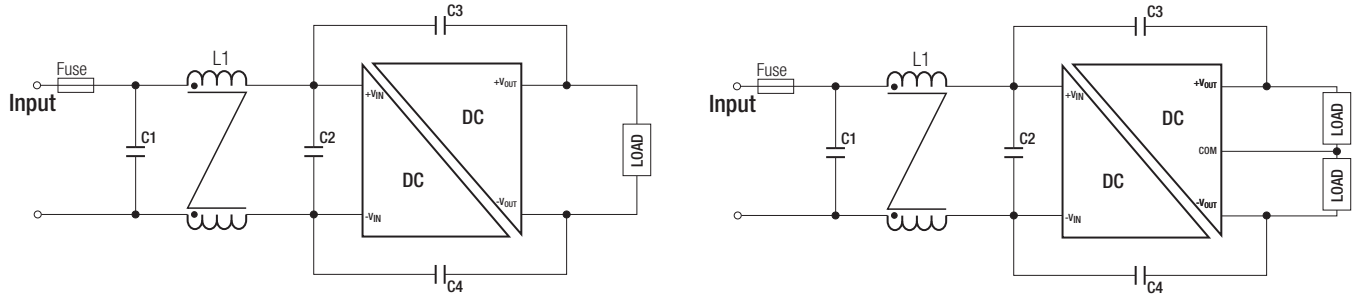 C3
L1
Fuse
+VIN
+VOUT
Input
DC
C1
C2
LOAD
DC
-VIN
-VOUT
C4
C3
L1
Fuse
+VIN
+VOUT
Input
DC
LOAD
C1
C2
COM
DC
LOAD
-VIN
-VOUT
C4